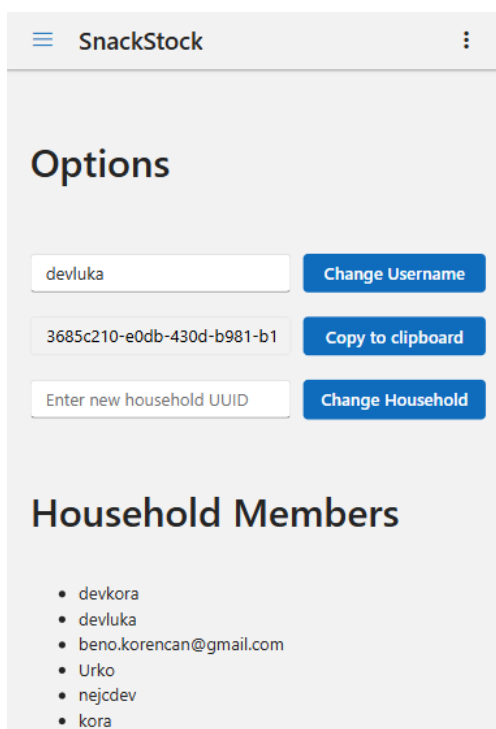 SnackStock
Options
devluka Change Username
3685c210-e0db-430d-b981-b1 Copy to clipboard
Enter new household UUID Change Household
Household Members
devkora
devluka
beno.korencan@gmail.com
Urko
nejcdev
kora